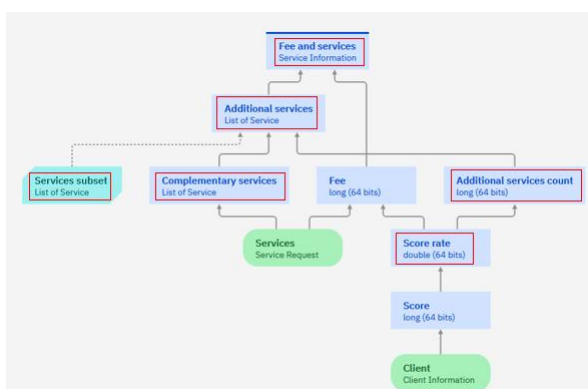 Fee and services
Service Information
Additional services
List of Service
Services subset
List of Service
Complementary services
List of Service
Fee
long (64 bits)
Additional services count
long (64 bits)
Services
Service Request
Score rate
double (64 bits)
Score
long (64 bits)
Client
Client Information